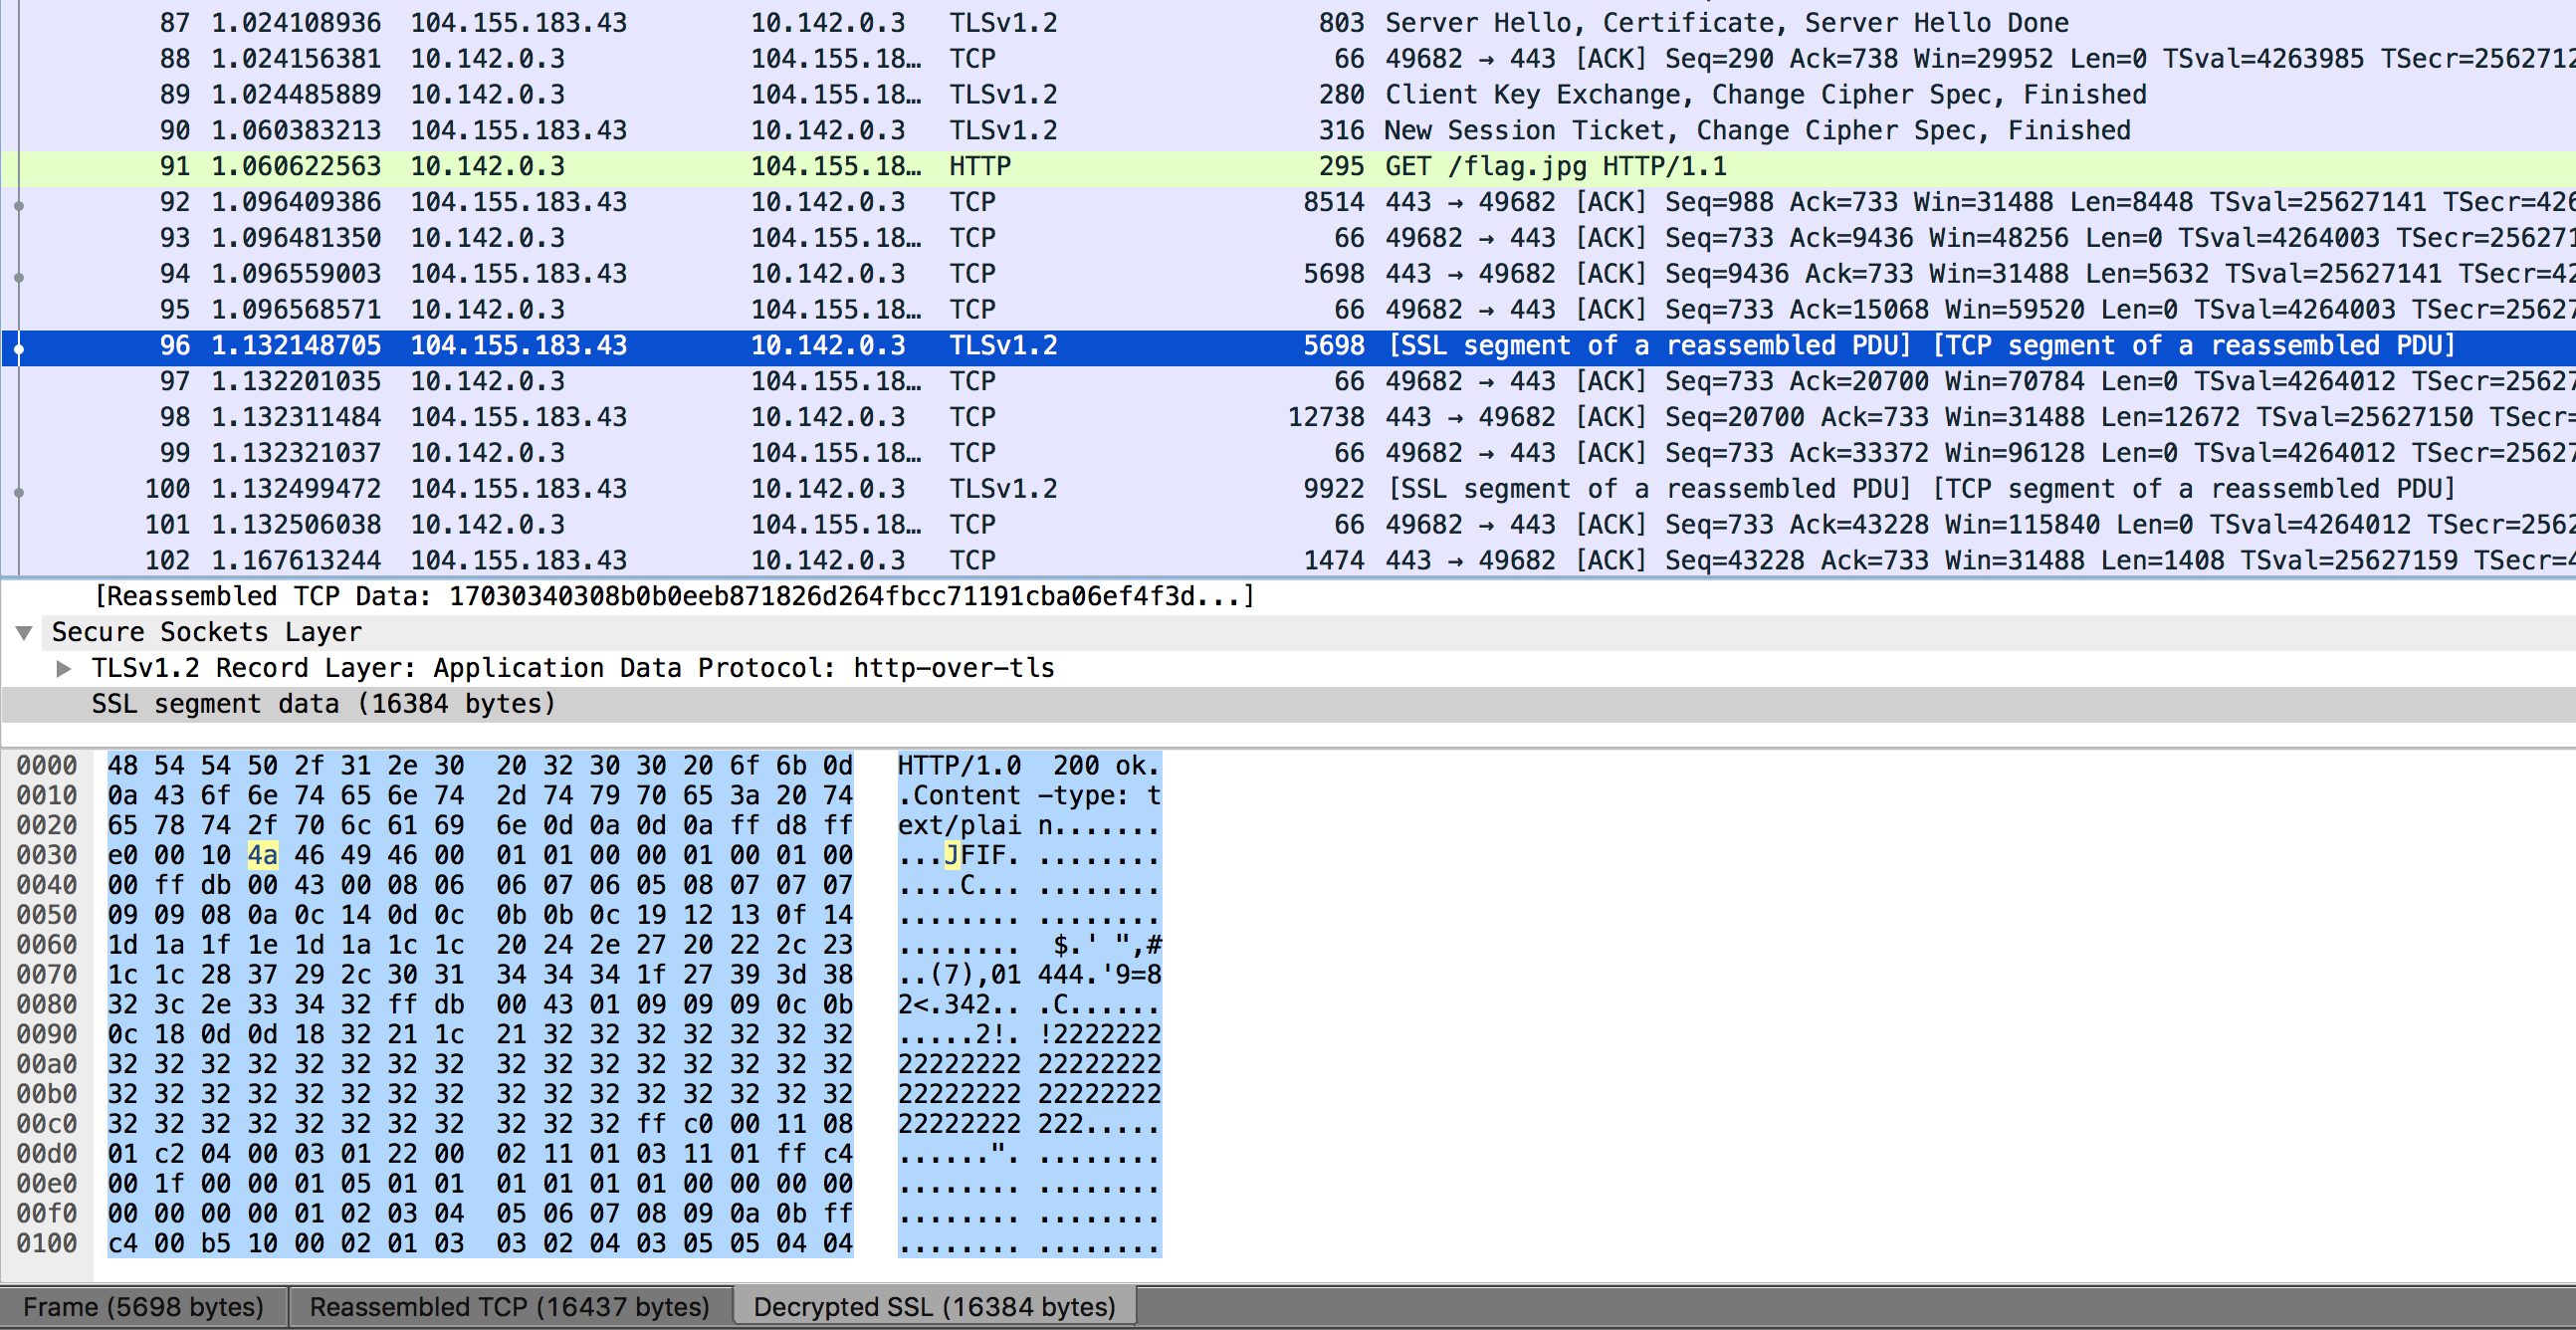 87 1.024108936 104.155.183.43 10.142.0.3 TLSv1.2 803 Server Hello, Certificate, Server Hello Done
88 1.024156381 10.142.0.3 104.155.18… TCP 66 49682 → 443 [ACK] Seq=290 Ack=738 Win=29952 Len=0 TSval=4263985 TSecr=2562712
89 1.024485889 10.142.0.3 104.155.18… TLSv1.2 280 Client Key Exchange, Change Cipher Spec, Finished
90 1.060383213 104.155.183.43 10.142.0.3 TLSv1.2 316 New Session Ticket, Change Cipher Spec, Finished
91 1.060622563 10.142.0.3 104.155.18… HTTP 295 GET /flag.jpg HTTP/1.1
92 1.096409386 104.155.183.43 10.142.0.3 TCP 8514 443 → 49682 [ACK] Seq=988 Ack=733 Win=31488 Len=8448 TSval=25627141 TSecr=426
93 1.096481350 10.142.0.3 104.155.18… TCP 66 49682 → 443 [ACK] Seq=733 Ack=9436 Win=48256 Len=0 TSval=4264003 TSecr=256271
94 1.096559003 104.155.183.43 10.142.0.3 TCP 5698 443 → 49682 [ACK] Seq=9436 Ack=733 Win=31488 Len=5632 TSval=25627141 TSecr=42
95 1.096568571 10.142.0.3 104.155.18… TCP 66 49682 → 443 [ACK] Seq=733 Ack=15068 Win=59520 Len=0 TSval=4264003 TSecr=25627
96 1.132148705 104.155.183.43 10.142.0.3 TLSv1.2 5698 [SSL segment of a reassembled PDU] [TCP segment of a reassembled PDU]
97 1.132201035 10.142.0.3 104.155.18… TCP 66 49682 → 443 [ACK] Seq=733 Ack=20700 Win=70784 Len=0 TSval=4264012 TSecr=25627
98 1.132311484 104.155.183.43 10.142.0.3 TCP 12738 443 → 49682 [ACK] Seq=20700 Ack=733 Win=31488 Len=12672 TSval=25627150 TSecr=
99 1.132321037 10.142.0.3 104.155.18… TCP 66 49682 → 443 [ACK] Seq=733 Ack=33372 Win=96128 Len=0 TSval=4264012 TSecr=25627
100 1.132499472 104.155.183.43 10.142.0.3 TLSv1.2 9922 [SSL segment of a reassembled PDU] [TCP segment of a reassembled PDU]
101 1.132506038 10.142.0.3 104.155.18… TCP 66 49682 → 443 [ACK] Seq=733 Ack=43228 Win=115840 Len=0 TSval=4264012 TSecr=2562
102 1.167613244 104.155.183.43 10.142.0.3 TCP 1474 443 → 49682 [ACK] Seq=43228 Ack=733 Win=31488 Len=1408 TSval=25627159 TSecr=4
[Reassembled TCP Data: 17030340308b0b0eeb871826d264fbcc71191cba06ef4f3d...]
Secure Sockets Layer
TLSv1.2 Record Layer: Application Data Protocol: http-over-tls
SSL segment data (16384 bytes)
0000 48 54 54 50 2f 31 2e 30 20 32 30 30 20 6f 6b 0d HTTP/1.0 200 ok.
0010 0a 43 6f 6e 74 65 6e 74 2d 74 79 70 65 3a 20 74 .Content -type: t
0020 65 78 74 2f 70 6c 61 69 6e 0d 0a 0d 0a ff d8 ff ext/plai n.......
0030 e0 00 10 4a 46 49 46 00 01 01 00 00 01 00 01 00 ...JFIF. ........
0040 00 ff db 00 43 00 08 06 06 07 06 05 08 07 07 07 ....C... ........
0050 09 09 08 0a 0c 14 0d 0c 0b 0b 0c 19 12 13 0f 14 ........ ........
0060 1d 1a 1f 1e 1d 1a 1c 1c 20 24 2e 27 20 22 2c 23 ........ $.' ",#
0070 1c 1c 28 37 29 2c 30 31 34 34 34 1f 27 39 3d 38 ..(7),01 444.'9=8
0080 32 3c 2e 33 34 32 ff db 00 43 01 09 09 09 0c 0b 2<.342.. .C......
0090 0c 18 0d 0d 18 32 21 1c 21 32 32 32 32 32 32 32 .....2!. !2222222
00a0 32 32 32 32 32 32 32 32 32 32 32 32 32 32 32 32 22222222 22222222
00b0 32 32 32 32 32 32 32 32 32 32 32 32 32 32 32 32 22222222 22222222
00c0 32 32 32 32 32 32 32 32 32 32 32 ff c0 00 11 08 22222222 222.....
00d0 01 c2 04 00 03 01 22 00 02 11 01 03 11 01 ff c4 ......". ........
00e0 00 1f 00 00 01 05 01 01 01 01 01 01 00 00 00 00 ........ ........
00f0 00 00 00 00 01 02 03 04 05 06 07 08 09 0a 0b ff ........ ........
0100 c4 00 b5 10 00 02 01 03 03 02 04 03 05 05 04 04 ........ ........
Frame (5698 bytes) Reassembled TCP (16437 bytes) Decrypted SSL (16384 bytes)